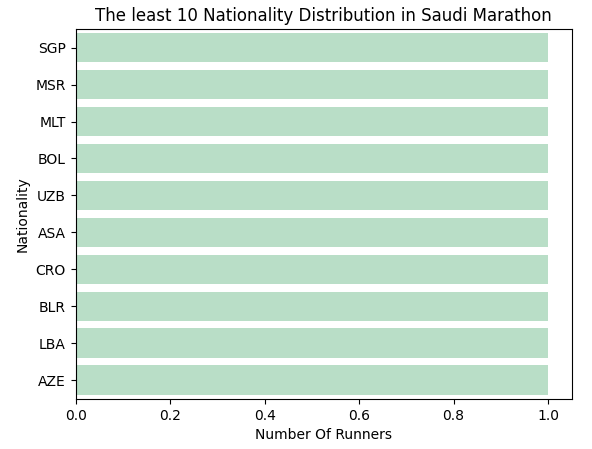 The least 10 Nationality Distribution in Saudi Marathon
SGP
MSR
MLT
BOL
UZB
ASA
CRO
BLR
LBA
AZE
Nationality
0.0 0.2 0.4 0.6 0.8 1.0
Number Of Runners